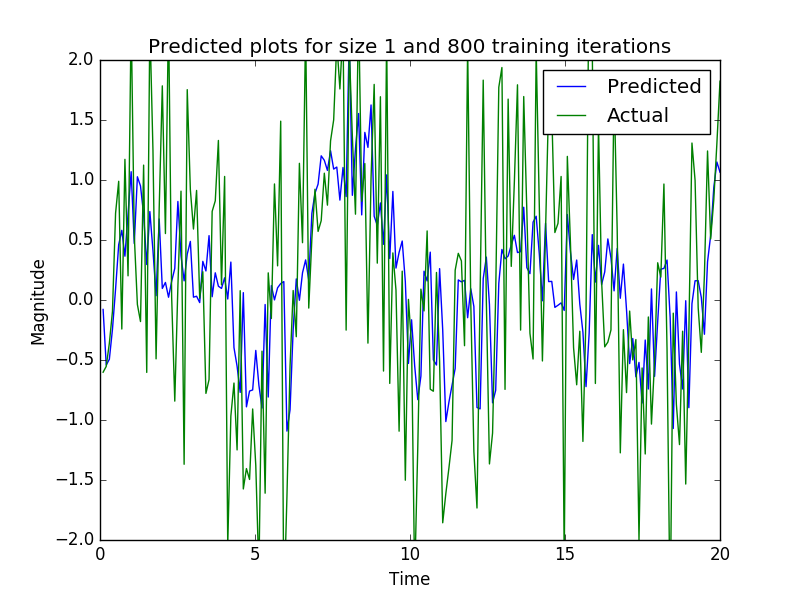 Predicted plots for size 1 and 800 training iterations
Predicted
Actual
2.0
1.5
1.0
0.5
0.0
−0.5
−1.0
−1.5
−2.0
Magnitude
0 5 10 15 20
Time